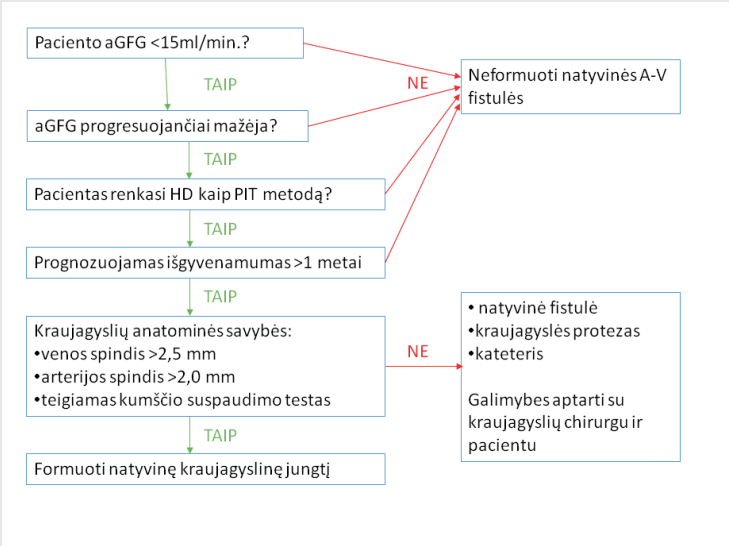 Paciento aGFG <15ml/min.?
TAIP
NE
Neformuoti natyvinės A-V
fistulės
aGFG progresuojančiai mažėja?
TAIP
Pacientas renkasi HD kaip PIT metodą?
TAIP
Prognozuojamas išgyvenamumas >1 metai
TAIP
Kraujagyslių anatominės savybės:
•venos spindis >2,5 mm
•arterijos spindis >2,0 mm
•teigiamas kumščio suspaudimo testas
NE
• natyvinė fistulė
•kraujagyslės protezas
•kateteris
Galimybes aptarti su
kraujagyslių chirurgu ir
pacientu
TAIP
Formuoti natyvinę kraujagyslinę jungtį